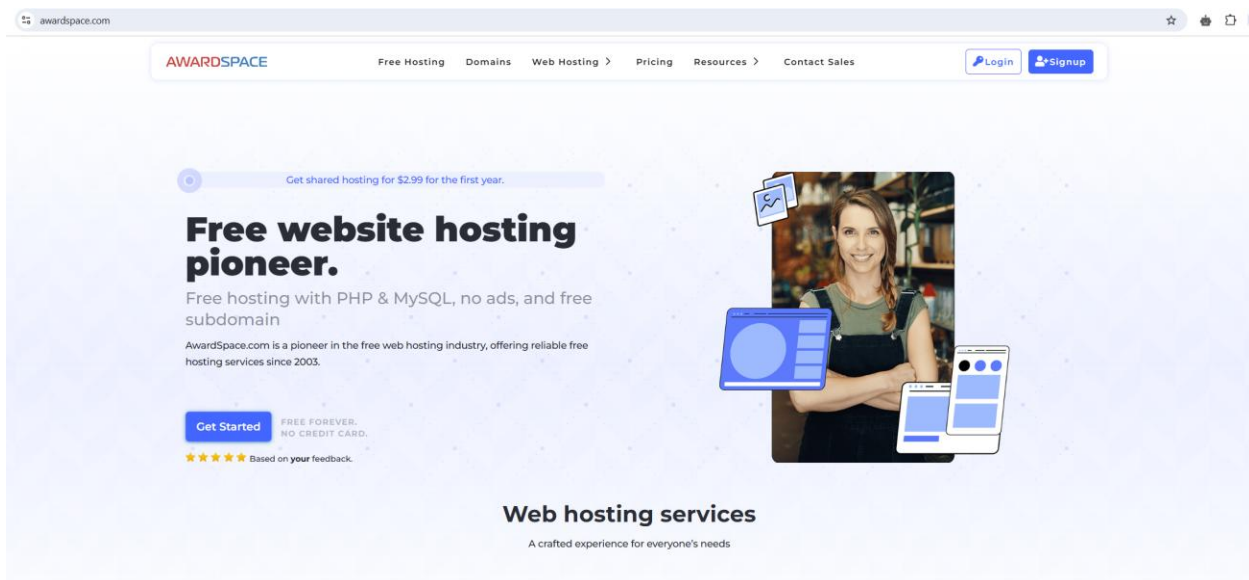 awardspace.com
AWARDSPACE
Free Hosting
Domains
Web Hosting >
Pricing
Resources >
Contact Sales
Login
Signup
Get shared hosting for $2.99 for the first year.
Free website hosting
pioneer.
Free hosting with PHP & MySQL, no ads, and free
subdomain
AwardSpace.com is a pioneer in the free web hosting industry, offering reliable free
hosting services since 2003.
Get Started
FREE FOREVER.
NO CREDIT CARD.
Based on your feedback.
Web hosting services
A crafted experience for everyone's needs